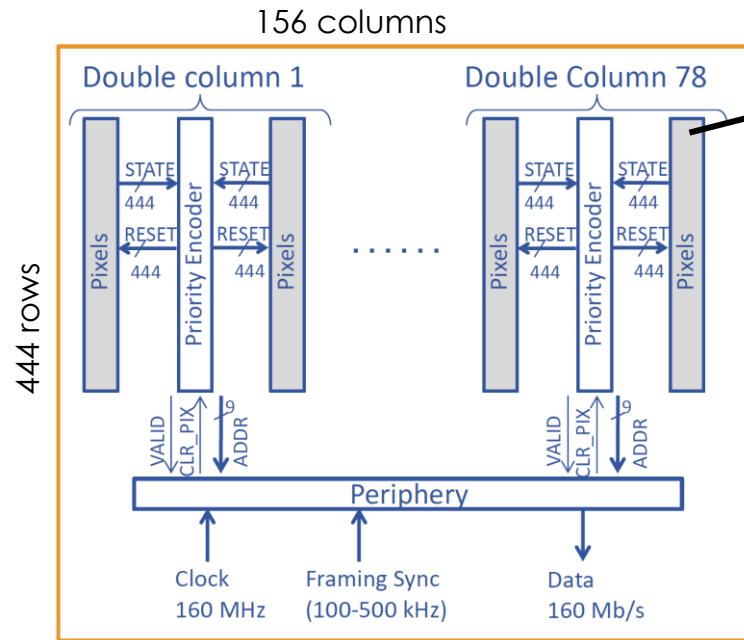 156 columns
Double column 1
Double Column 78
STATE
STATE
STATE
STATE
444
444
444
444
RESET
RESET
RESET
RESET
444
444
444
444
Pixels
Priority Encoder
Pixels
......
Pixels
Priority Encoder
Pixels
444 rows
VALID
CLR_PIX
9
ADDR
VALID
CLR_PIX
9
ADDR
Periphery
Clock
160 MHz
Framing Sync
(100-500 kHz)
Data
160 Mb/s